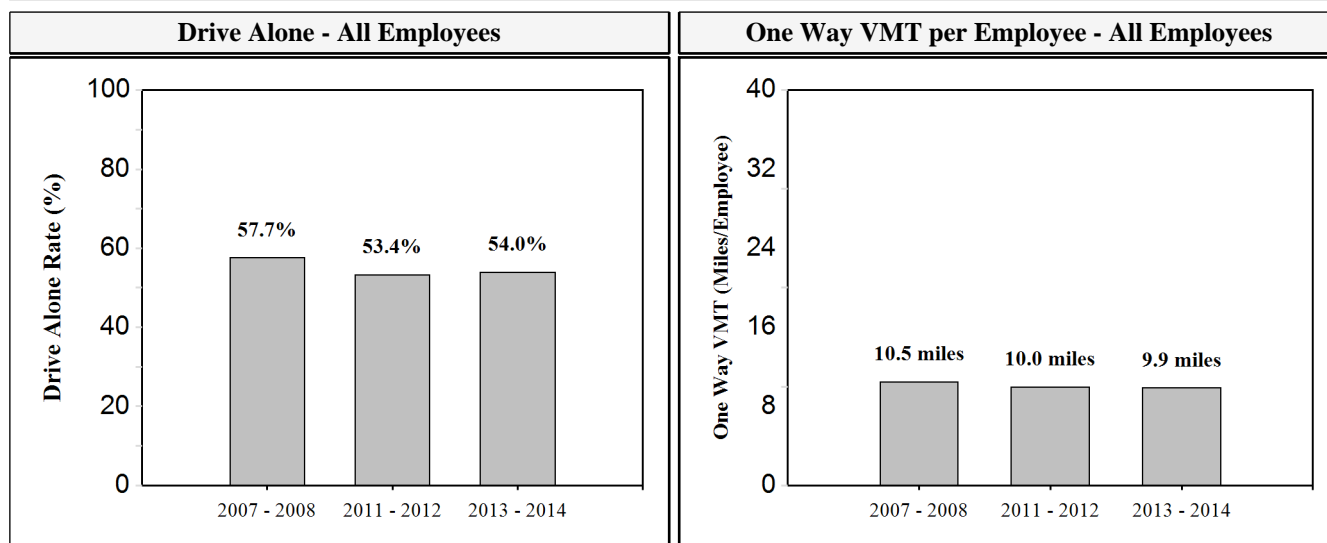 Drive Alone - All Employees
One Way VMT per Employee - All Employees
Drive Alone Rate (%)
100
80
60
40
20
0
57.7%
53.4%
54.0%
2007 - 2008
2011 - 2012
2013 - 2014
One Way VMT (Miles/Employee)
40
32
24
16
8
0
10.5 miles
10.0 miles
9.9 miles
2007 - 2008
2011 - 2012
2013 - 2014